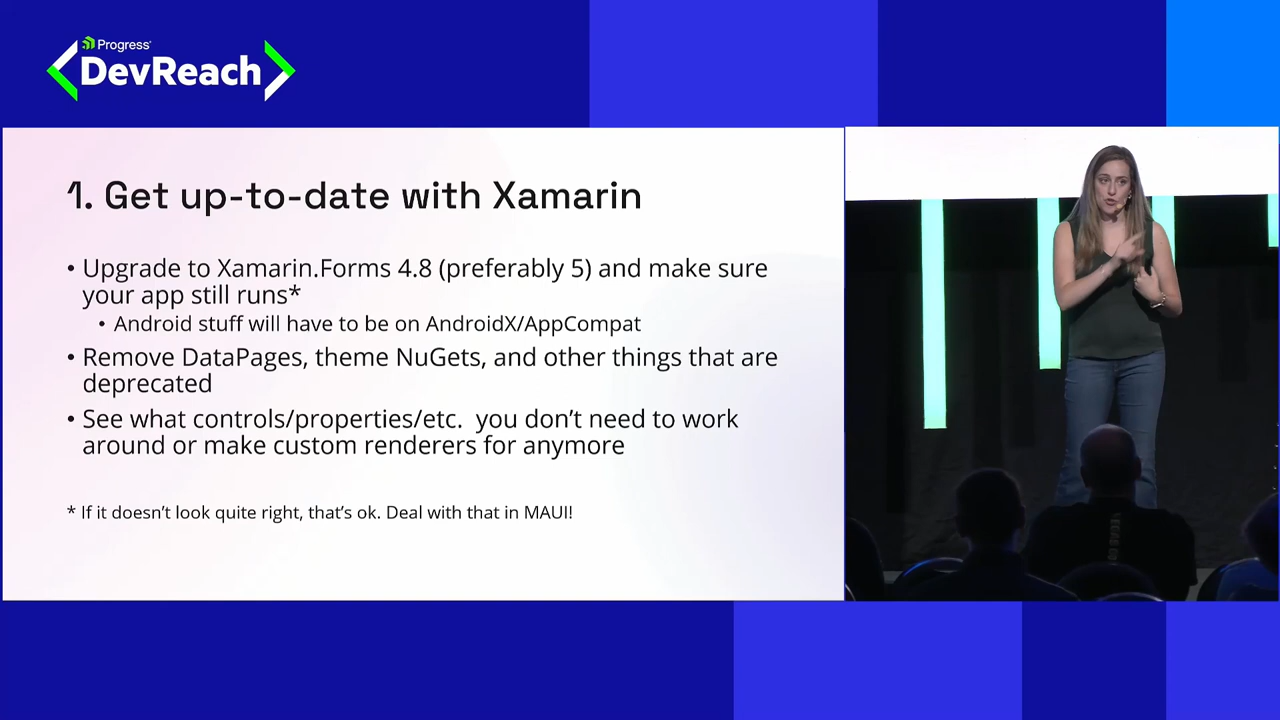 Progress
DevReach
1. Get up-to-date with Xamarin
• Upgrade to Xamarin.Forms 4.8 (preferably 5) and make sure
your app still runs*
• Android stuff will have to be on AndroidX/AppCompat
• Remove DataPages, theme NuGets, and other things that are
deprecated
• See what controls/properties/etc.  you don’t need to work
around or make custom renderers for anymore
* If it doesn’t look quite right, that’s ok. Deal with that in MAUI!